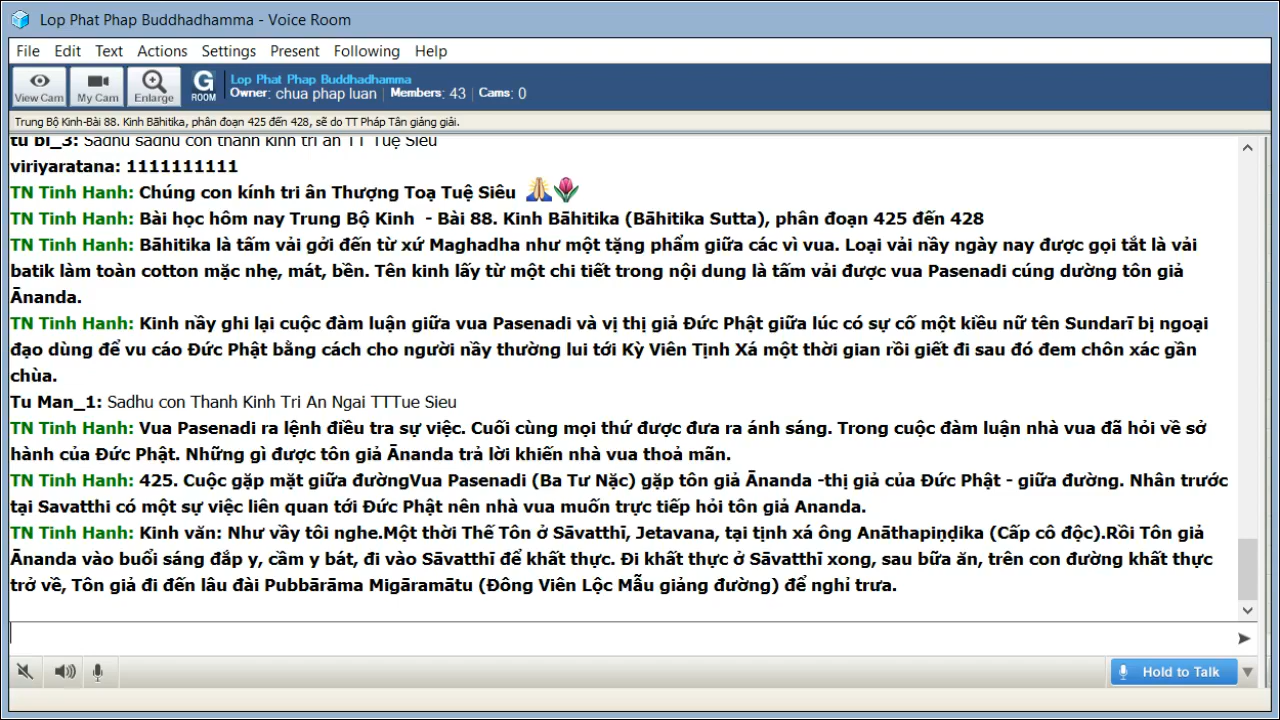 Lop Phat Phap Buddhadhamma - Voice Room
File Edit Text Actions Settings Present Following Help
View Cam My Cam Enlarge G ROOM
Lop Phat Phap Buddhadhamma
Owner: chua phap luan | Members: 43 | Cams: 0
Trung Bộ Kinh-Bài 88. Kinh Bāhitika, phân đoạn 425 đến 428, sẽ do TT Pháp Tân giảng giải.
tu bi_3: Sadhu sadhu con thanh kinh tri ân TT Tuệ Siêu
viriyaratana: 1111111111
TN Tinh Hanh: Chúng con kính tri ân Thượng Toạ Tuệ Siêu
TN Tinh Hanh: Bài học hôm nay Trung Bộ Kinh - Bài 88. Kinh Bāhitika (Bāhitika Sutta), phân đoạn 425 đến 428
TN Tinh Hanh: Bāhitika là tấm vải gởi đến từ xứ Maghadha như một tặng phẩm giữa các vì vua. Loại vải nầy ngày nay được gọi tắt là vải
batik làm toàn cotton mặc nhẹ, mát, bền. Tên kinh lấy từ một chi tiết trong nội dung là tấm vải được vua Pasenadi cúng dường tôn giả
Ānanda.
TN Tinh Hanh: Kinh nầy ghi lại cuộc đàm luận giữa vua Pasenadi và vị thị giả Đức Phật giữa lúc có sự cố một kiều nữ tên Sundarī bị ngoại
đạo dùng để vu cáo Đức Phật bằng cách cho người nầy thường lui tới Kỳ Viên Tịnh Xá một thời gian rồi giết đi sau đó đem chôn xác gần
chùa.
Tu Man_1: Sadhu con Thanh Kinh Tri An Ngai TTTue Sieu
TN Tinh Hanh: Vua Pasenadi ra lệnh điều tra sự việc. Cuối cùng mọi thứ được đưa ra ánh sáng. Trong cuộc đàm luận nhà vua đã hỏi về sở
hành của Đức Phật. Những gì được tôn giả Ānanda trả lời khiến nhà vua thoả mãn.
TN Tinh Hanh: 425. Cuộc gặp mặt giữa đườngVua Pasenadi (Ba Tư Nặc) gặp tôn giả Ānanda -thị giả của Đức Phật - giữa đường. Nhân trước
tại Savatthi có một sự việc liên quan tới Đức Phật nên nhà vua muốn trực tiếp hỏi tôn giả Ananda.
TN Tinh Hanh: Kinh văn: Như vầy tôi nghe.Một thời Thế Tôn ở Sāvatthī, Jetavana, tại tịnh xá ông Anāthapiṇḍika (Cấp cô độc).Rồi Tôn giả
Ānanda vào buổi sáng đắp y, cầm y bát, đi vào Sāvatthī để khất thực. Đi khất thực ở Sāvatthī xong, sau bữa ăn, trên con đường khất thực
trở về, Tôn giả đi đến lâu đài Pubbārāma Migāramātu (Đông Viên Lộc Mẫu giảng đường) để nghỉ trưa.
Hold to Talk